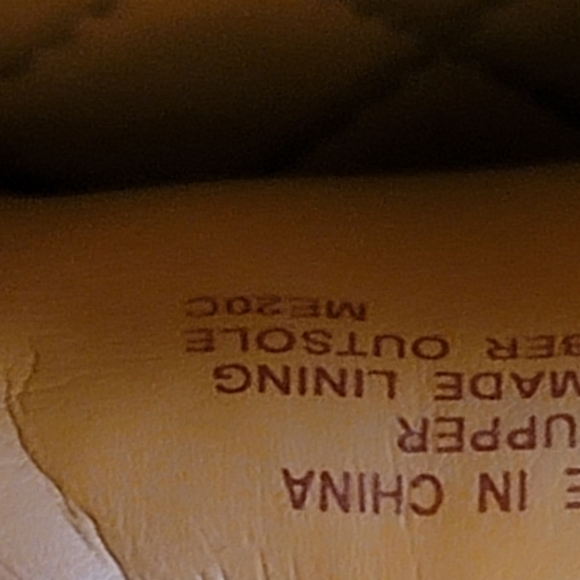 E IN CHINA
UPPER
MADE LINING
BER OUTSOLE
ME20C